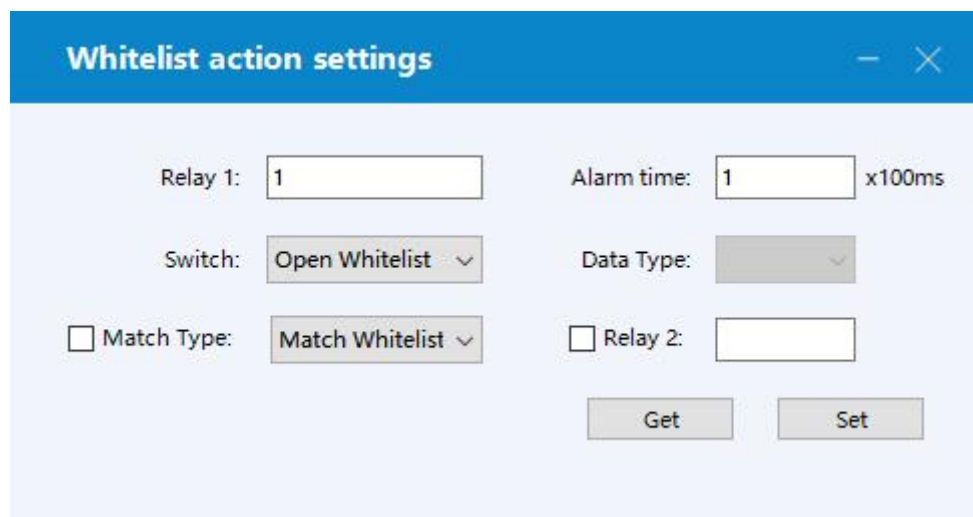 Whitelist action settings
Relay 1: 1 Alarm time: 1 x100ms
Switch: Open Whitelist Data Type:
Match Type: Match Whitelist Relay 2:
Get Set